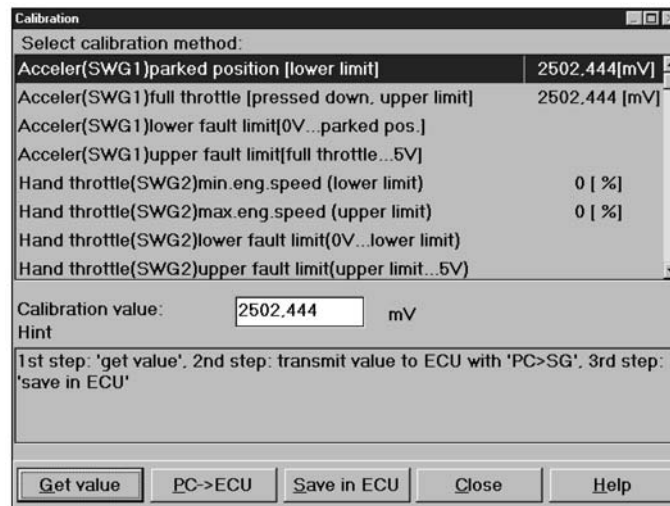 Calibration
Select calibration method:
Acceler(SWG1)parked position [lower limit] 2502,444[mV]
Acceler(SWG1)full throttle [pressed down, upper limit] 2502,444 [mV]
Acceler(SWG1)lower fault limit[0V...parked pos.]
Acceler(SWG1)upper fault limit[full throttle...5V]
Hand throttle(SWG2)min.eng.speed (lower limit) 0 [ %]
Hand throttle(SWG2)max.eng.speed (upper limit) 0 [ %]
Hand throttle(SWG2)lower fault limit(0V...lower limit)
Hand throttle(SWG2)upper fault limit(upper limit...5V)
Calibration value: 2502,444 mV
Hint
1st step: 'get value', 2nd step: transmit value to ECU with 'PC>SG', 3rd step:
'save in ECU'
Get value PC->ECU Save in ECU Close Help